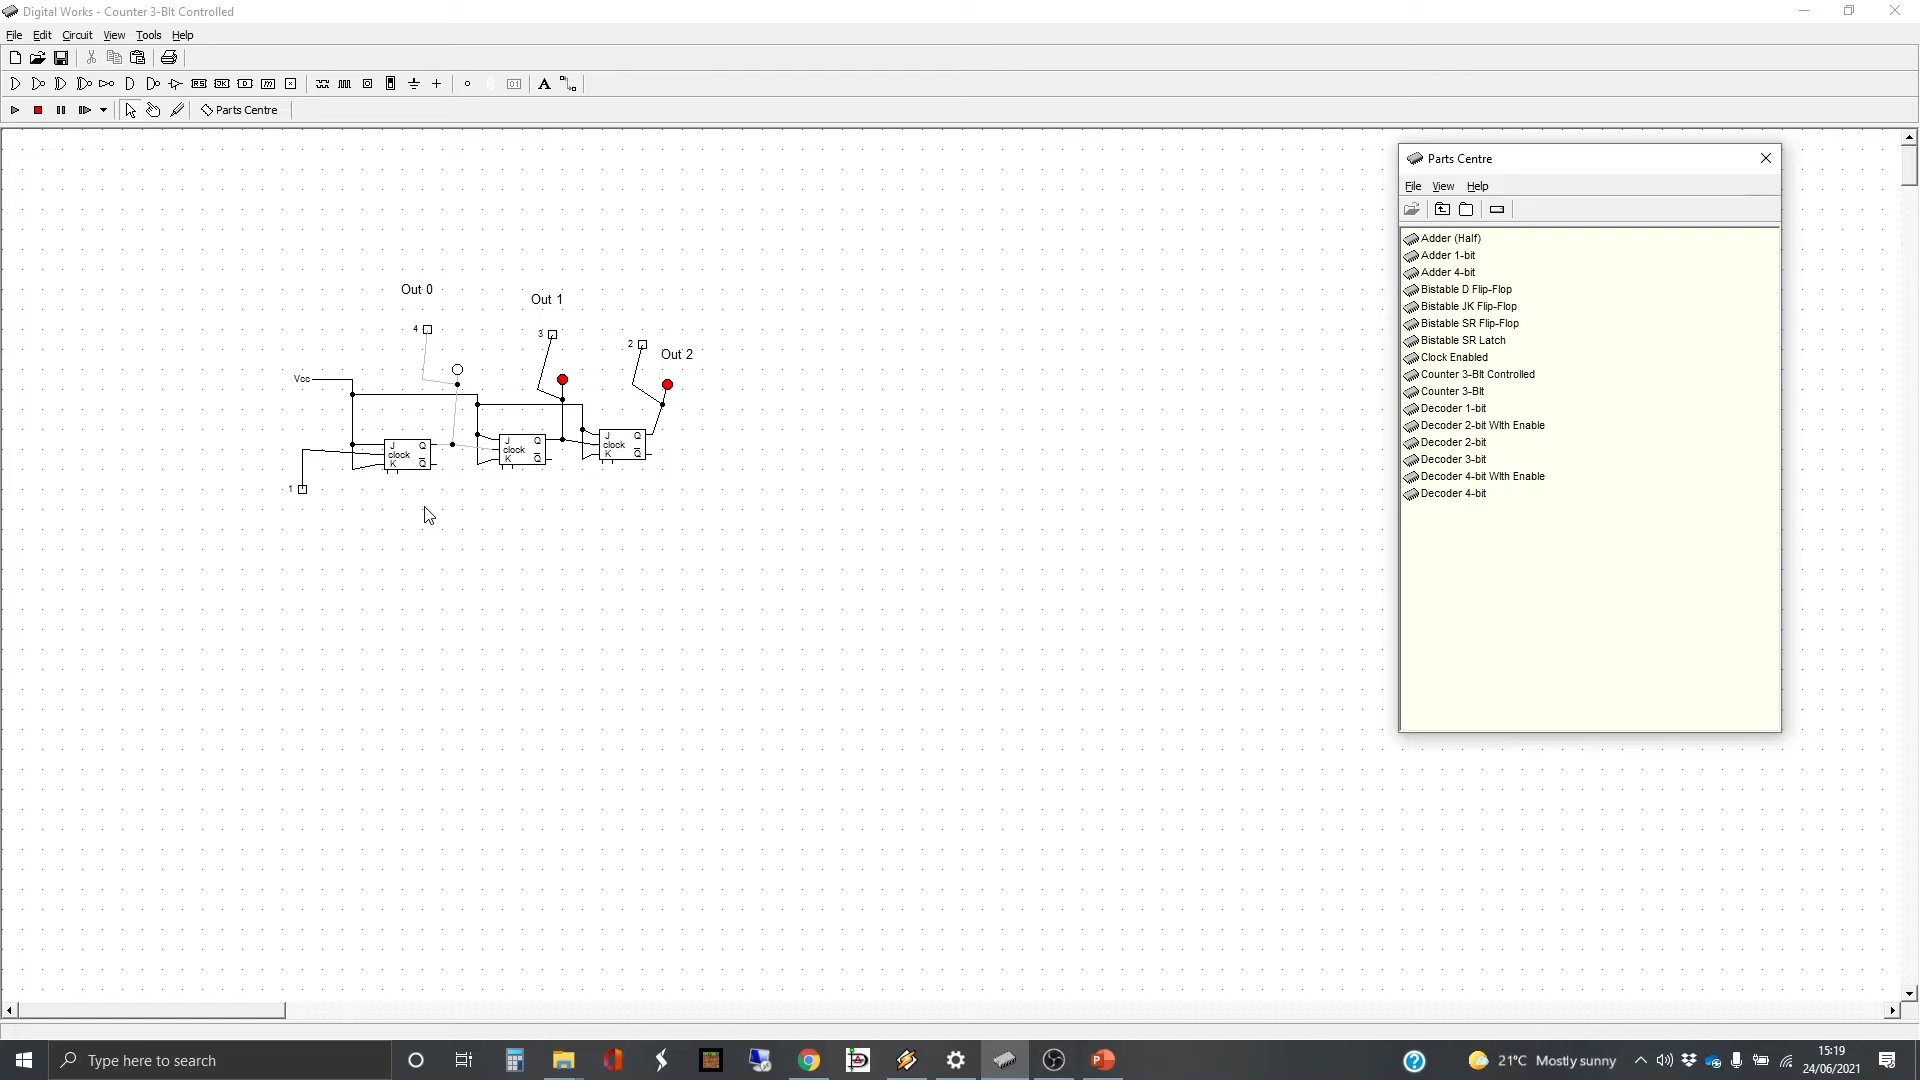 Digital Works - Counter 3-BIt Controlled
File Edit Circuit View Tools Help
RS JK D m 01 A
Parts Centre
Parts Centre
File View Help
Adder (Half)
Adder 1-bit
Adder 4-bit
Bistable D Flip-Flop
Bistable JK Flip-Flop
Bistable SR Flip-Flop
Bistable SR Latch
Clock Enabled
Counter 3-BIt Controlled
Counter 3-BIt
Decoder 1-bit
Decoder 2-bit WIth Enable
Decoder 2-bit
Decoder 3-bit
Decoder 4-bit WIth Enable
Decoder 4-bit
Out 0
Out 1
4
3
2
Out 2
Vcc
J Q
clock
K Q̅
J Q
clock
K Q̅
J Q
clock
K Q̅
1
Type here to search
21°C Mostly sunny
15:19
24/06/2021